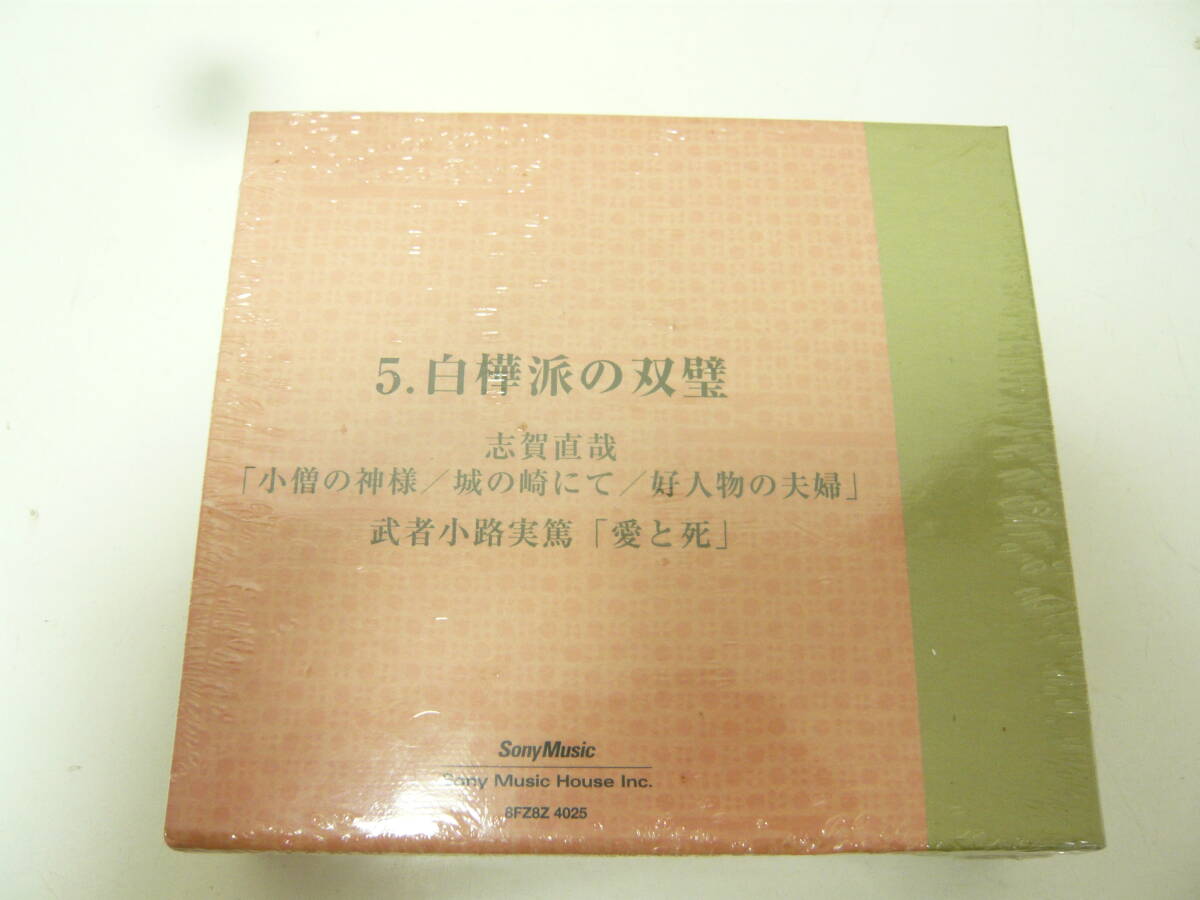 5.白樺派の双璧
志賀直哉
「小僧の神様／城の崎にて／好人物の夫婦」
武者小路実篤「愛と死」
SonyMusic
Sony Music House Inc.
8FZ8Z 4025